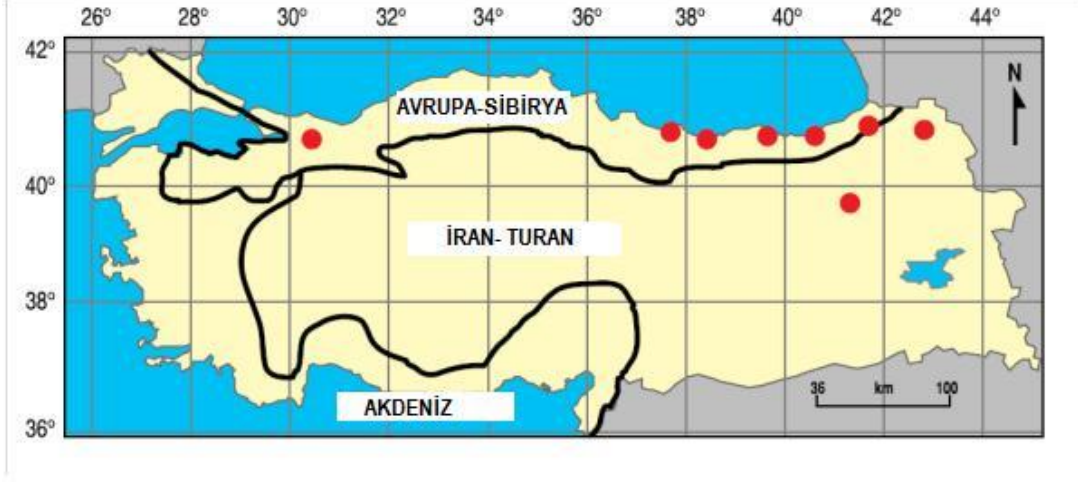 26° 28° 30° 32° 34° 36° 38° 40° 42° 44°
42°
N
AVRUPA-SİBİRYA
40°
İRAN- TURAN
38°
36 km 100
AKDENİZ
36°